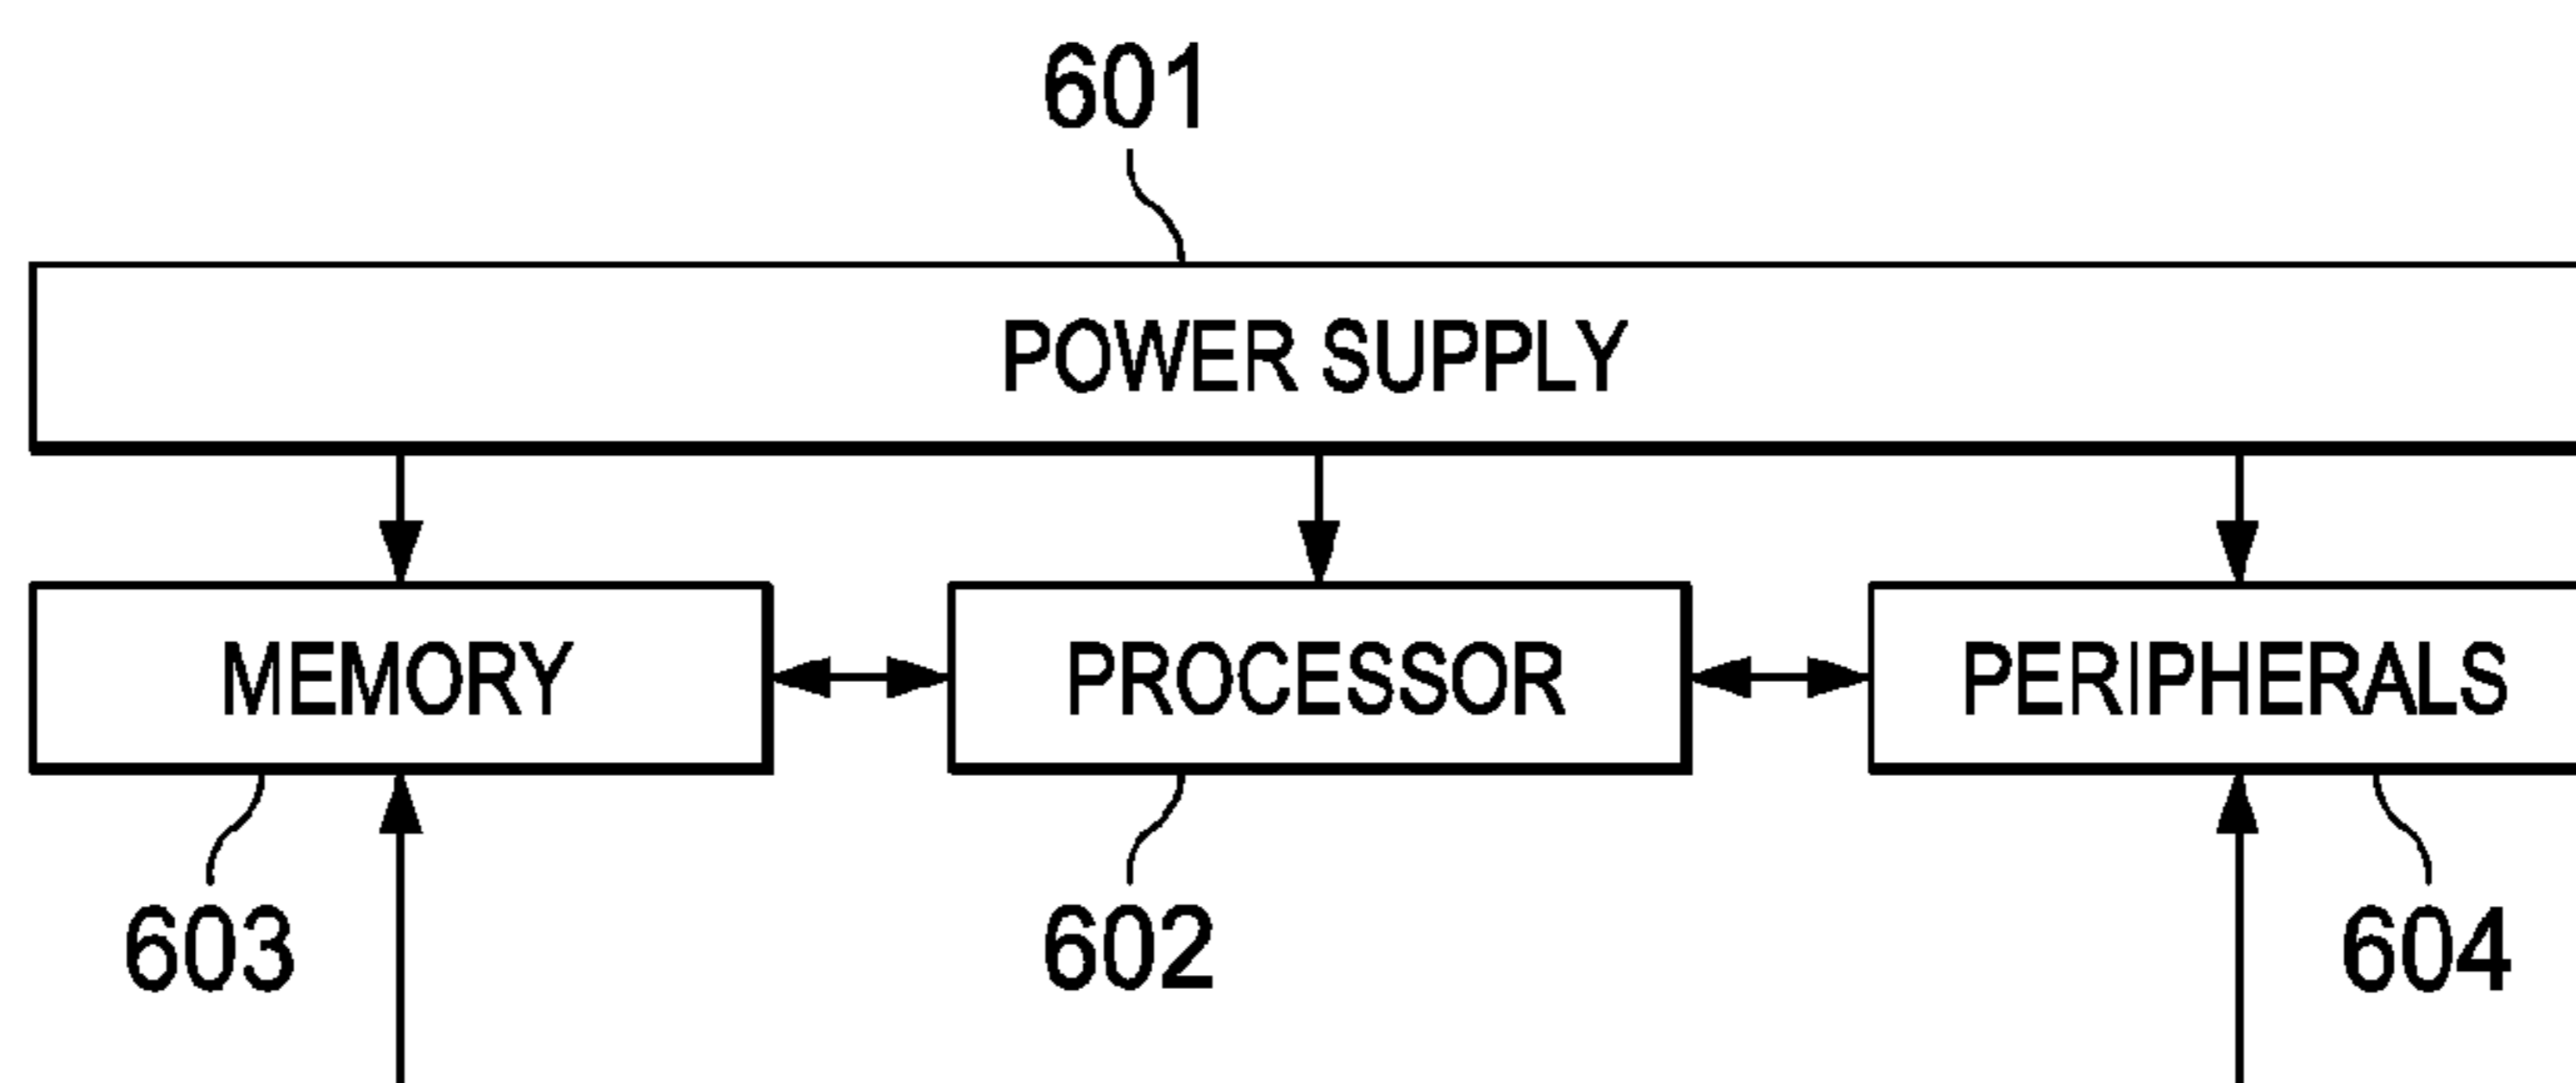 601
POWER SUPPLY
MEMORY
PROCESSOR
PERIPHERALS
603
602
604